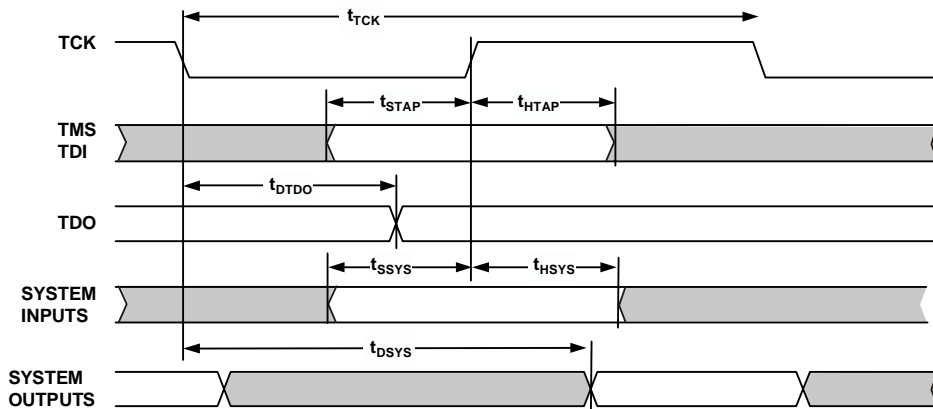 tTCK
TCK
tSTAP
tHTAP
TMS
TDI
tDTDO
TDO
tSSYS
tHSYS
SYSTEM
INPUTS
tDSYS
SYSTEM
OUTPUTS